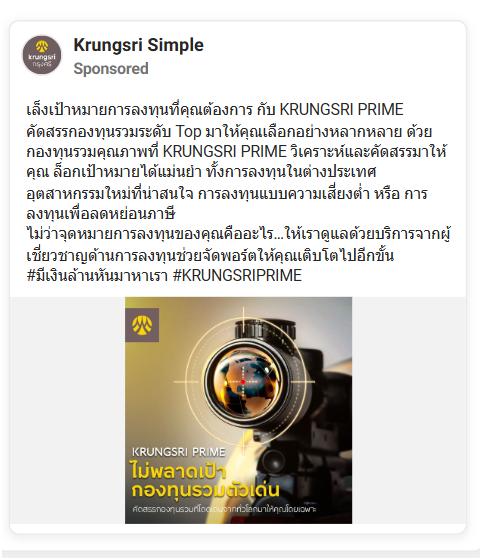 Krungsri Simple
Sponsored
krungsri
กรุงศรี
เล็งเป้าหมายการลงทุนที่คุณต้องการ กับ KRUNGSRI PRIME
คัดสรรกองทุนรวมระดับ Top มาให้คุณเลือกอย่างหลากหลาย ด้วย
กองทุนรวมคุณภาพที่ KRUNGSRI PRIME วิเคราะห์และคัดสรรมาให้
คุณ ล็อกเป้าหมายได้แม่นยำ ทั้งการลงทุนในต่างประเทศ
อุตสาหกรรมใหม่ที่น่าสนใจ การลงทุนแบบความเสี่ยงต่ำ หรือ การ
ลงทุนเพื่อลดหย่อนภาษี
ไม่ว่าจุดหมายการลงทุนของคุณคืออะไร...ให้เราดูแลด้วยบริการจากผู้
เชี่ยวชาญด้านการลงทุนช่วยจัดพอร์ตให้คุณเติบโตไปอีกขั้น
#มีเงินล้านหันมาหาเรา #KRUNGSRIPRIME
KRUNGSRI PRIME
ไม่พลาดเป้า
กองทุนรวมตัวเด่น
คัดสรรกองทุนรวมที่โดดเด่นจากทั่วโลกมาให้คุณโดยเฉพาะ